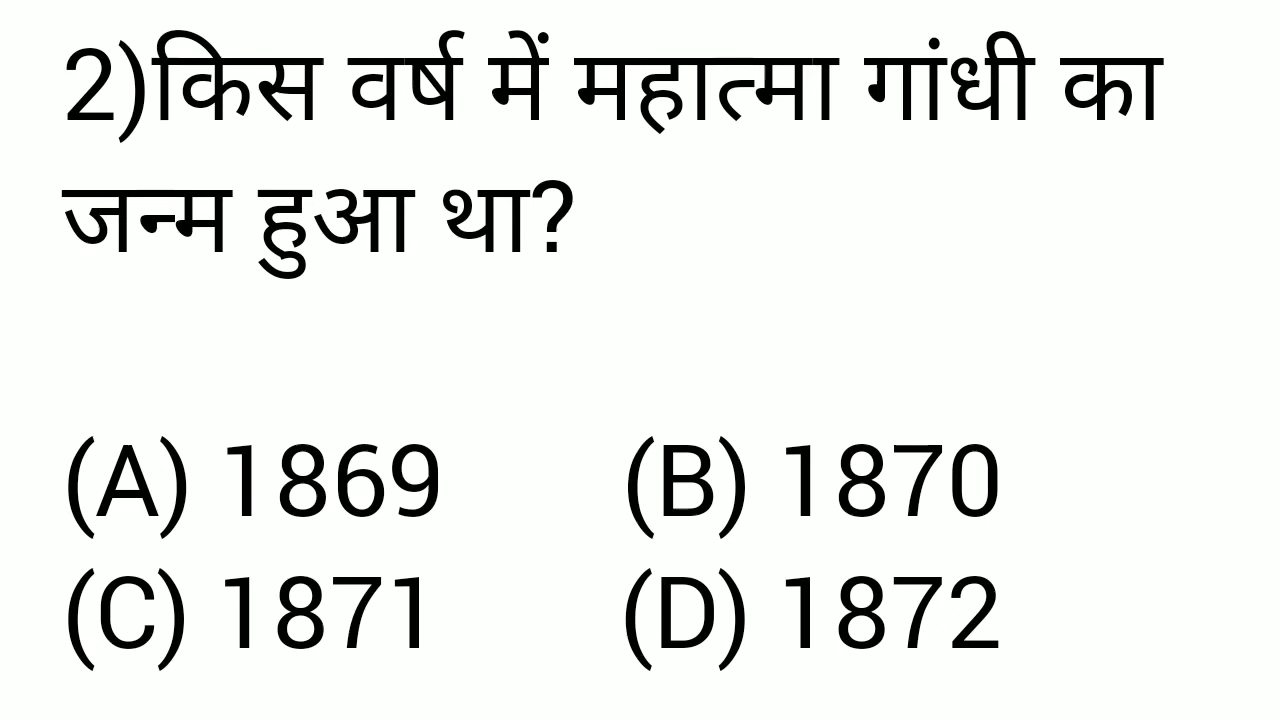 2)किस वर्ष में महात्मा गांधी का
जन्म हुआ था?
(A) 1869 (B) 1870
(C) 1871 (D) 1872